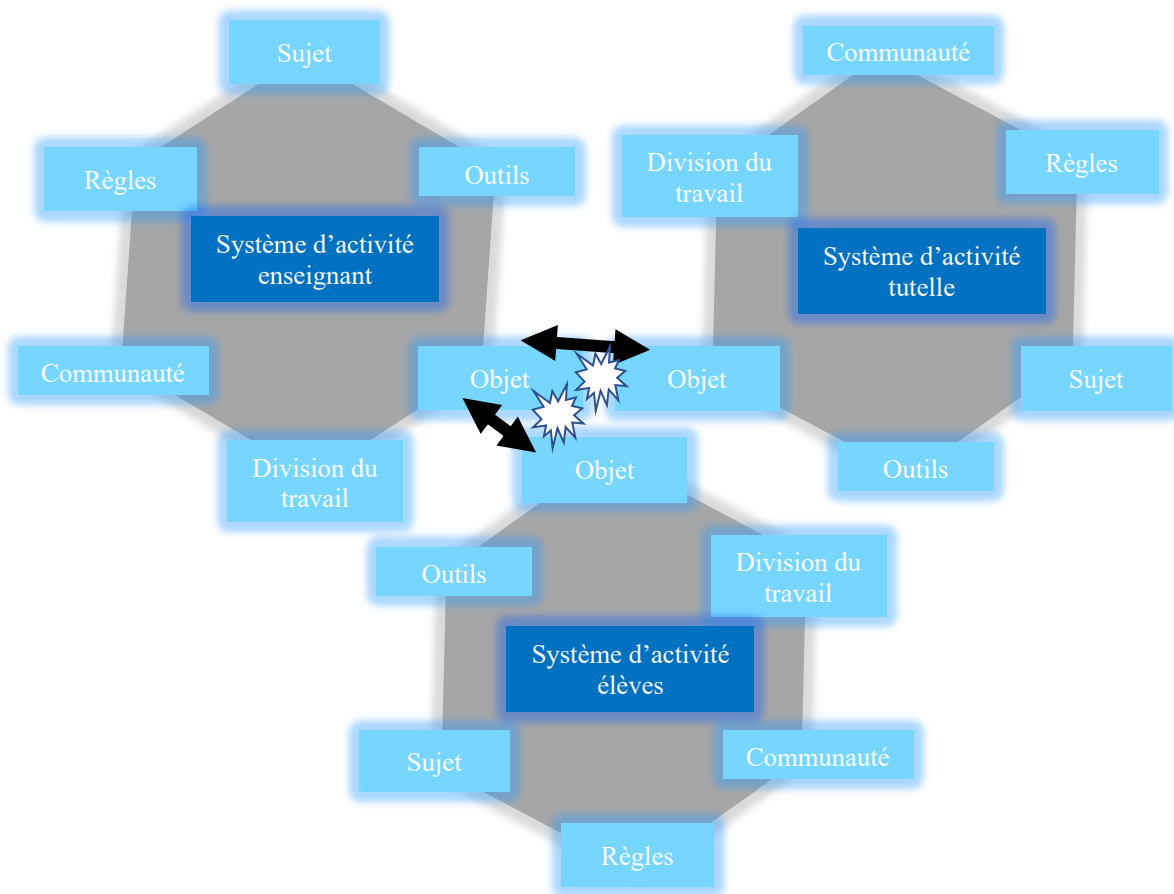 Sujet
Règles
Outils
Système d’activité
enseignant
Communauté
Objet
Division du
travail
Communauté
Division du
travail
Règles
Système d’activité
tutelle
Objet
Sujet
Outils
Objet
Outils
Division du
travail
Système d’activité
élèves
Sujet
Communauté
Règles